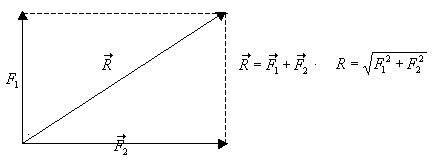 F₁
R⃗
F⃗₂
R⃗ = F⃗₁ + F⃗₂ . R = √(F₁² + F₂²)